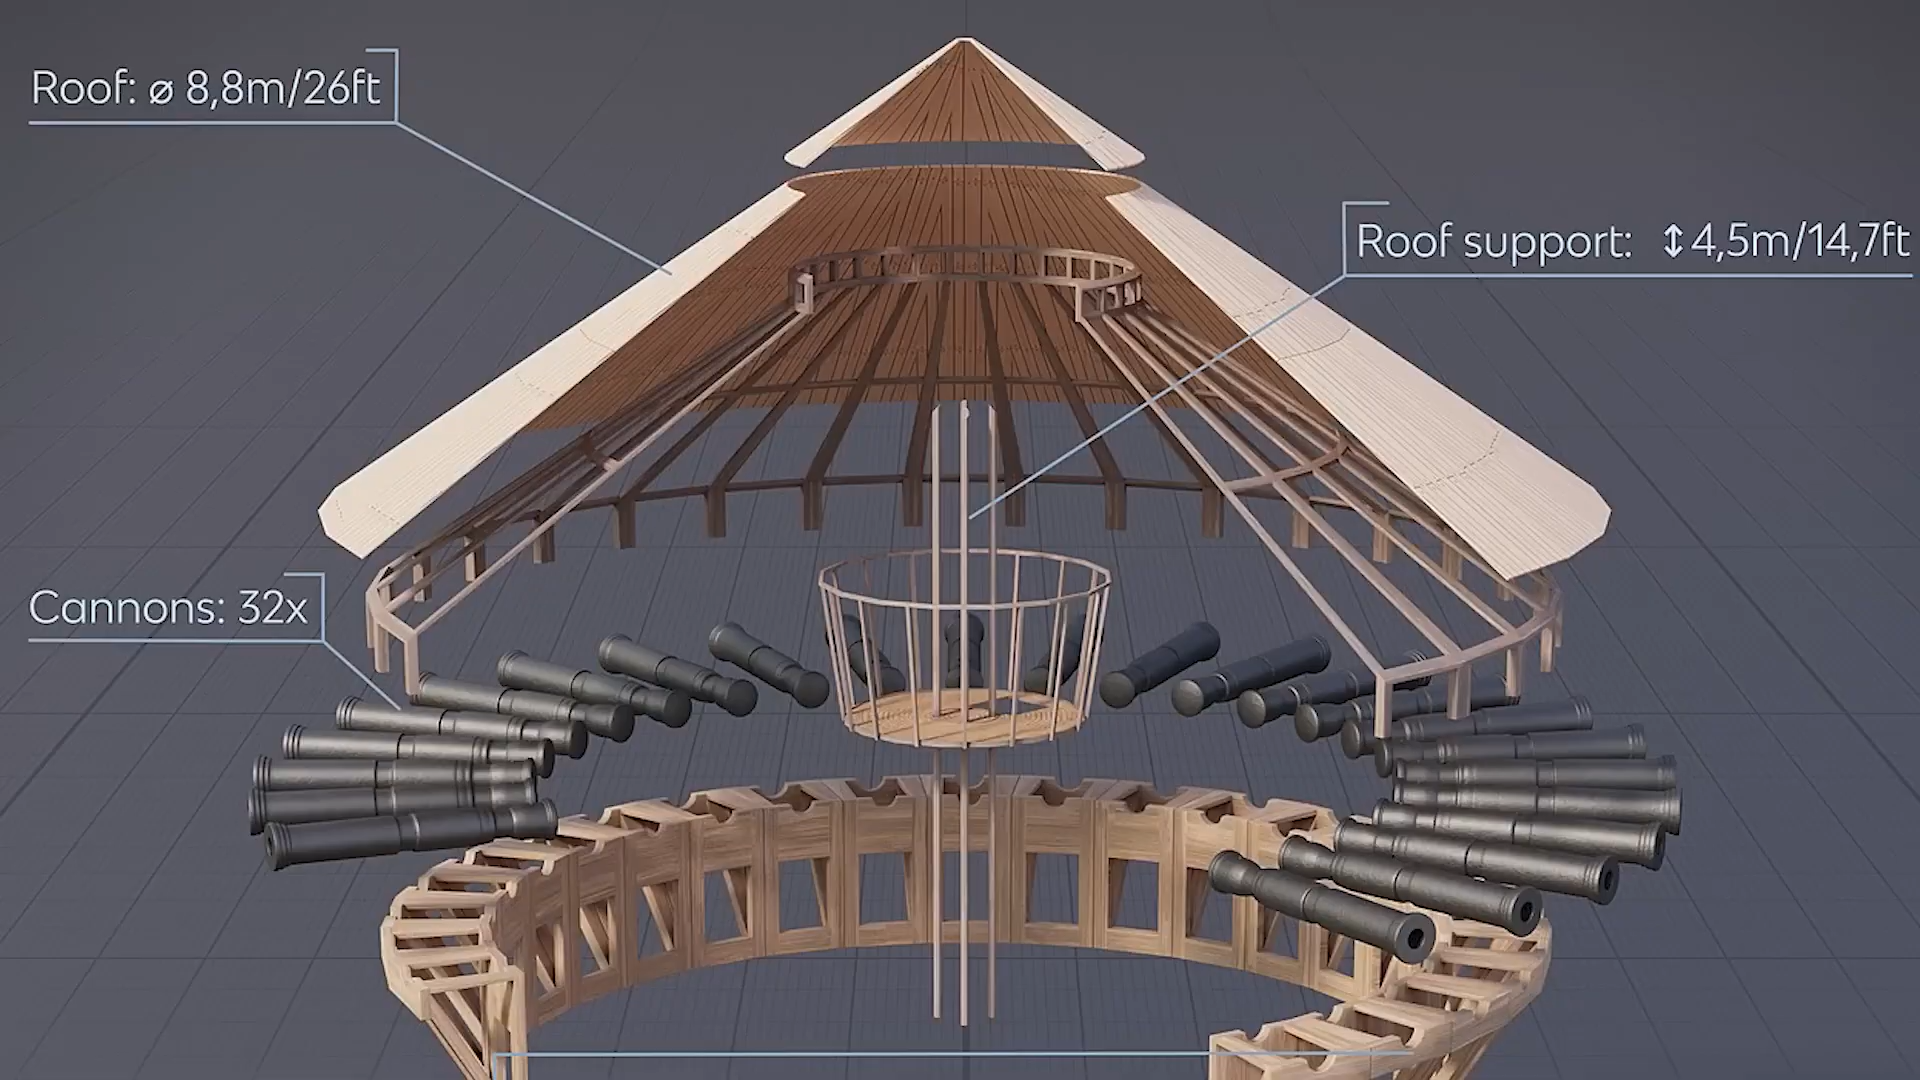 Roof: ⌀ 8,8m/26ft
Roof support: ↕4,5m/14,7ft
Cannons: 32x